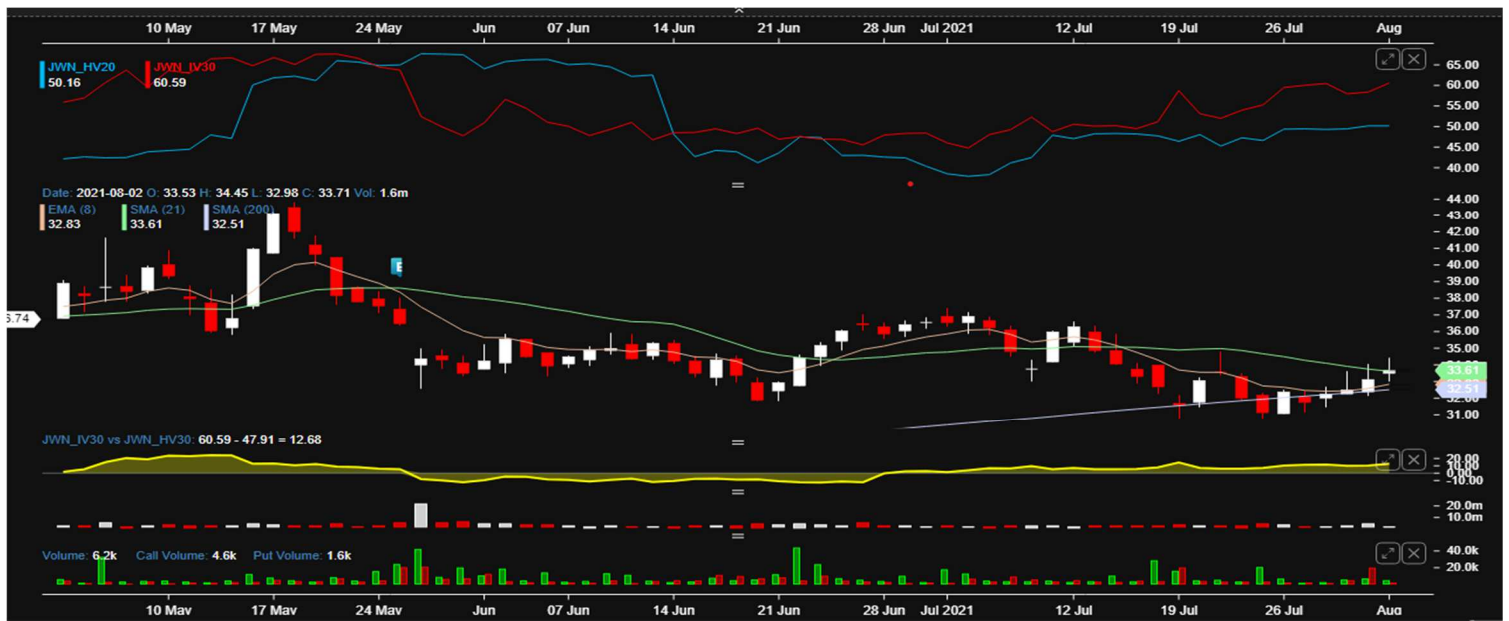 10 May 17 May 24 May Jun 07 Jun 14 Jun 21 Jun 28 Jun Jul 2021 12 Jul 19 Jul 26 Jul Aug
JWN_HV20 JWN_IV30
50.16 60.59
65.00
60.00
55.00
50.00
45.00
40.00
Date: 2021-08-02 O: 33.53 H: 34.45 L: 32.98 C: 33.71 Vol: 1.6m
EMA (8) SMA (21) SMA (200)
32.83 33.61 32.51
44.00
43.00
42.00
41.00
40.00
E
39.00
38.00
37.00
6.74
36.00
35.00
33.61
32.51
32.00
31.00
JWN_IV30 vs JWN_HV30: 60.59 - 47.91 = 12.68
20.00
10.00
0.00
-10.00
20.0m
10.0m
Volume: 6.2k Call Volume: 4.6k Put Volume: 1.6k
40.0k
20.0k
10 May 17 May 24 May Jun 07 Jun 14 Jun 21 Jun 28 Jun Jul 2021 12 Jul 19 Jul 26 Jul Aug